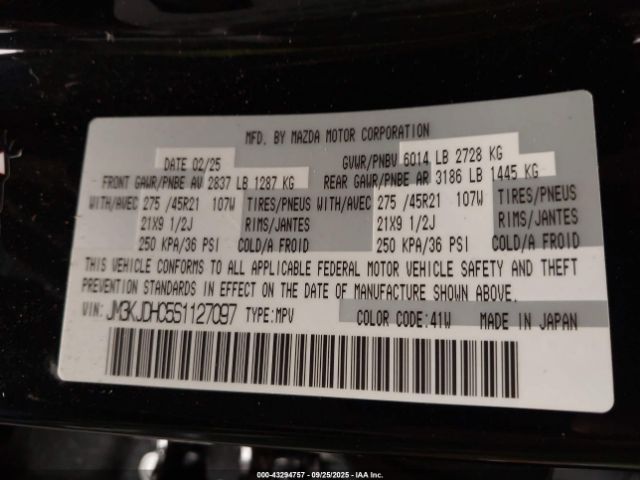 MFD. BY MAZDA MOTOR CORPORATION
DATE 02/25 GVWR/PNBV 6014 LB 2728 KG
FRONT GAWR/PNBE AV 2837 LB 1287 KG REAR GAWR/PNBE AR 3186 LB 1445 KG
WITH/AVEC 275 /45R21 107W TIRES/PNEUS WITH/AVEC 275 /45R21 107W TIRES/PNEUS
21X9 1/2J RIMS/JANTES 21X9 1/2J RIMS/JANTES
250 KPA/36 PSI COLD/A FROID 250 KPA/36 PSI COLD/A FROID
THIS VEHICLE CONFORMS TO ALL APPLICABLE FEDERAL MOTOR VEHICLE SAFETY AND THEFT
PREVENTION STANDARDS IN EFFECT ON THE DATE OF MANUFACTURE SHOWN ABOVE.
VIN: JM3KJDHC5S1127097 TYPE:MPV COLOR CODE:41W MADE IN JAPAN
000-43294757 - 09/25/2025 - IAA Inc.